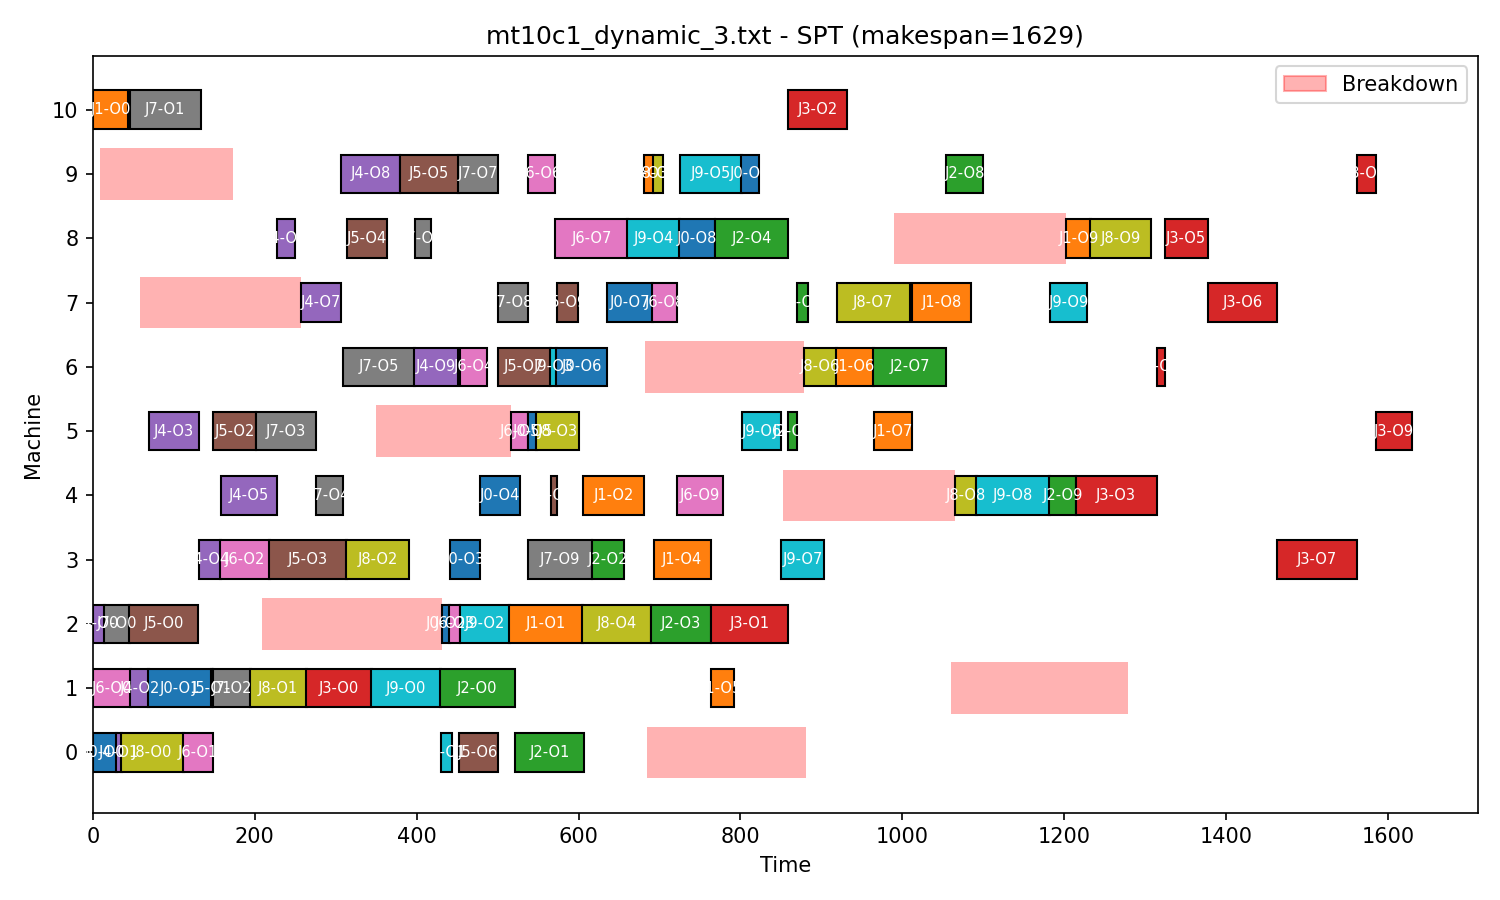 mt10c1_dynamic_3.txt - SPT (makespan=1629)
Breakdown
10
J7-O1
J3-O2
9
J4-O8 J5-O5 J7-O7 J9-O5
J2-O8
8
J5-O4
J6-O7 J9-O4 J0-O8 J2-O4
J1-O9 J8-O9 J3-O5
7
J4-O7
J0-O7
J8-O7 J1-O8 J9-O9 J3-O6
6
J7-O5 J4-O9
J0-O6
J8-O6 J1-O6 J2-O7
5
J4-O3 J5-O2 J7-O3
J9-O6
J1-O7
J3-O9
4
J4-O5
J0-O4
J1-O2 J6-O9
J8-O8 J9-O8 J2-O9 J3-O3
3
J6-O2 J5-O3 J8-O2
J7-O9 J2-O2 J1-O4 J9-O7
J3-O7
2
J5-O0
J9-O2 J1-O1 J8-O4 J2-O3 J3-O1
1
J0-O1
J8-O1 J3-O0 J9-O0 J2-O0
0
J8-O0 J6-O1
J5-O6 J2-O1
Machine
0 200 400 600 800 1000 1200 1400 1600
Time